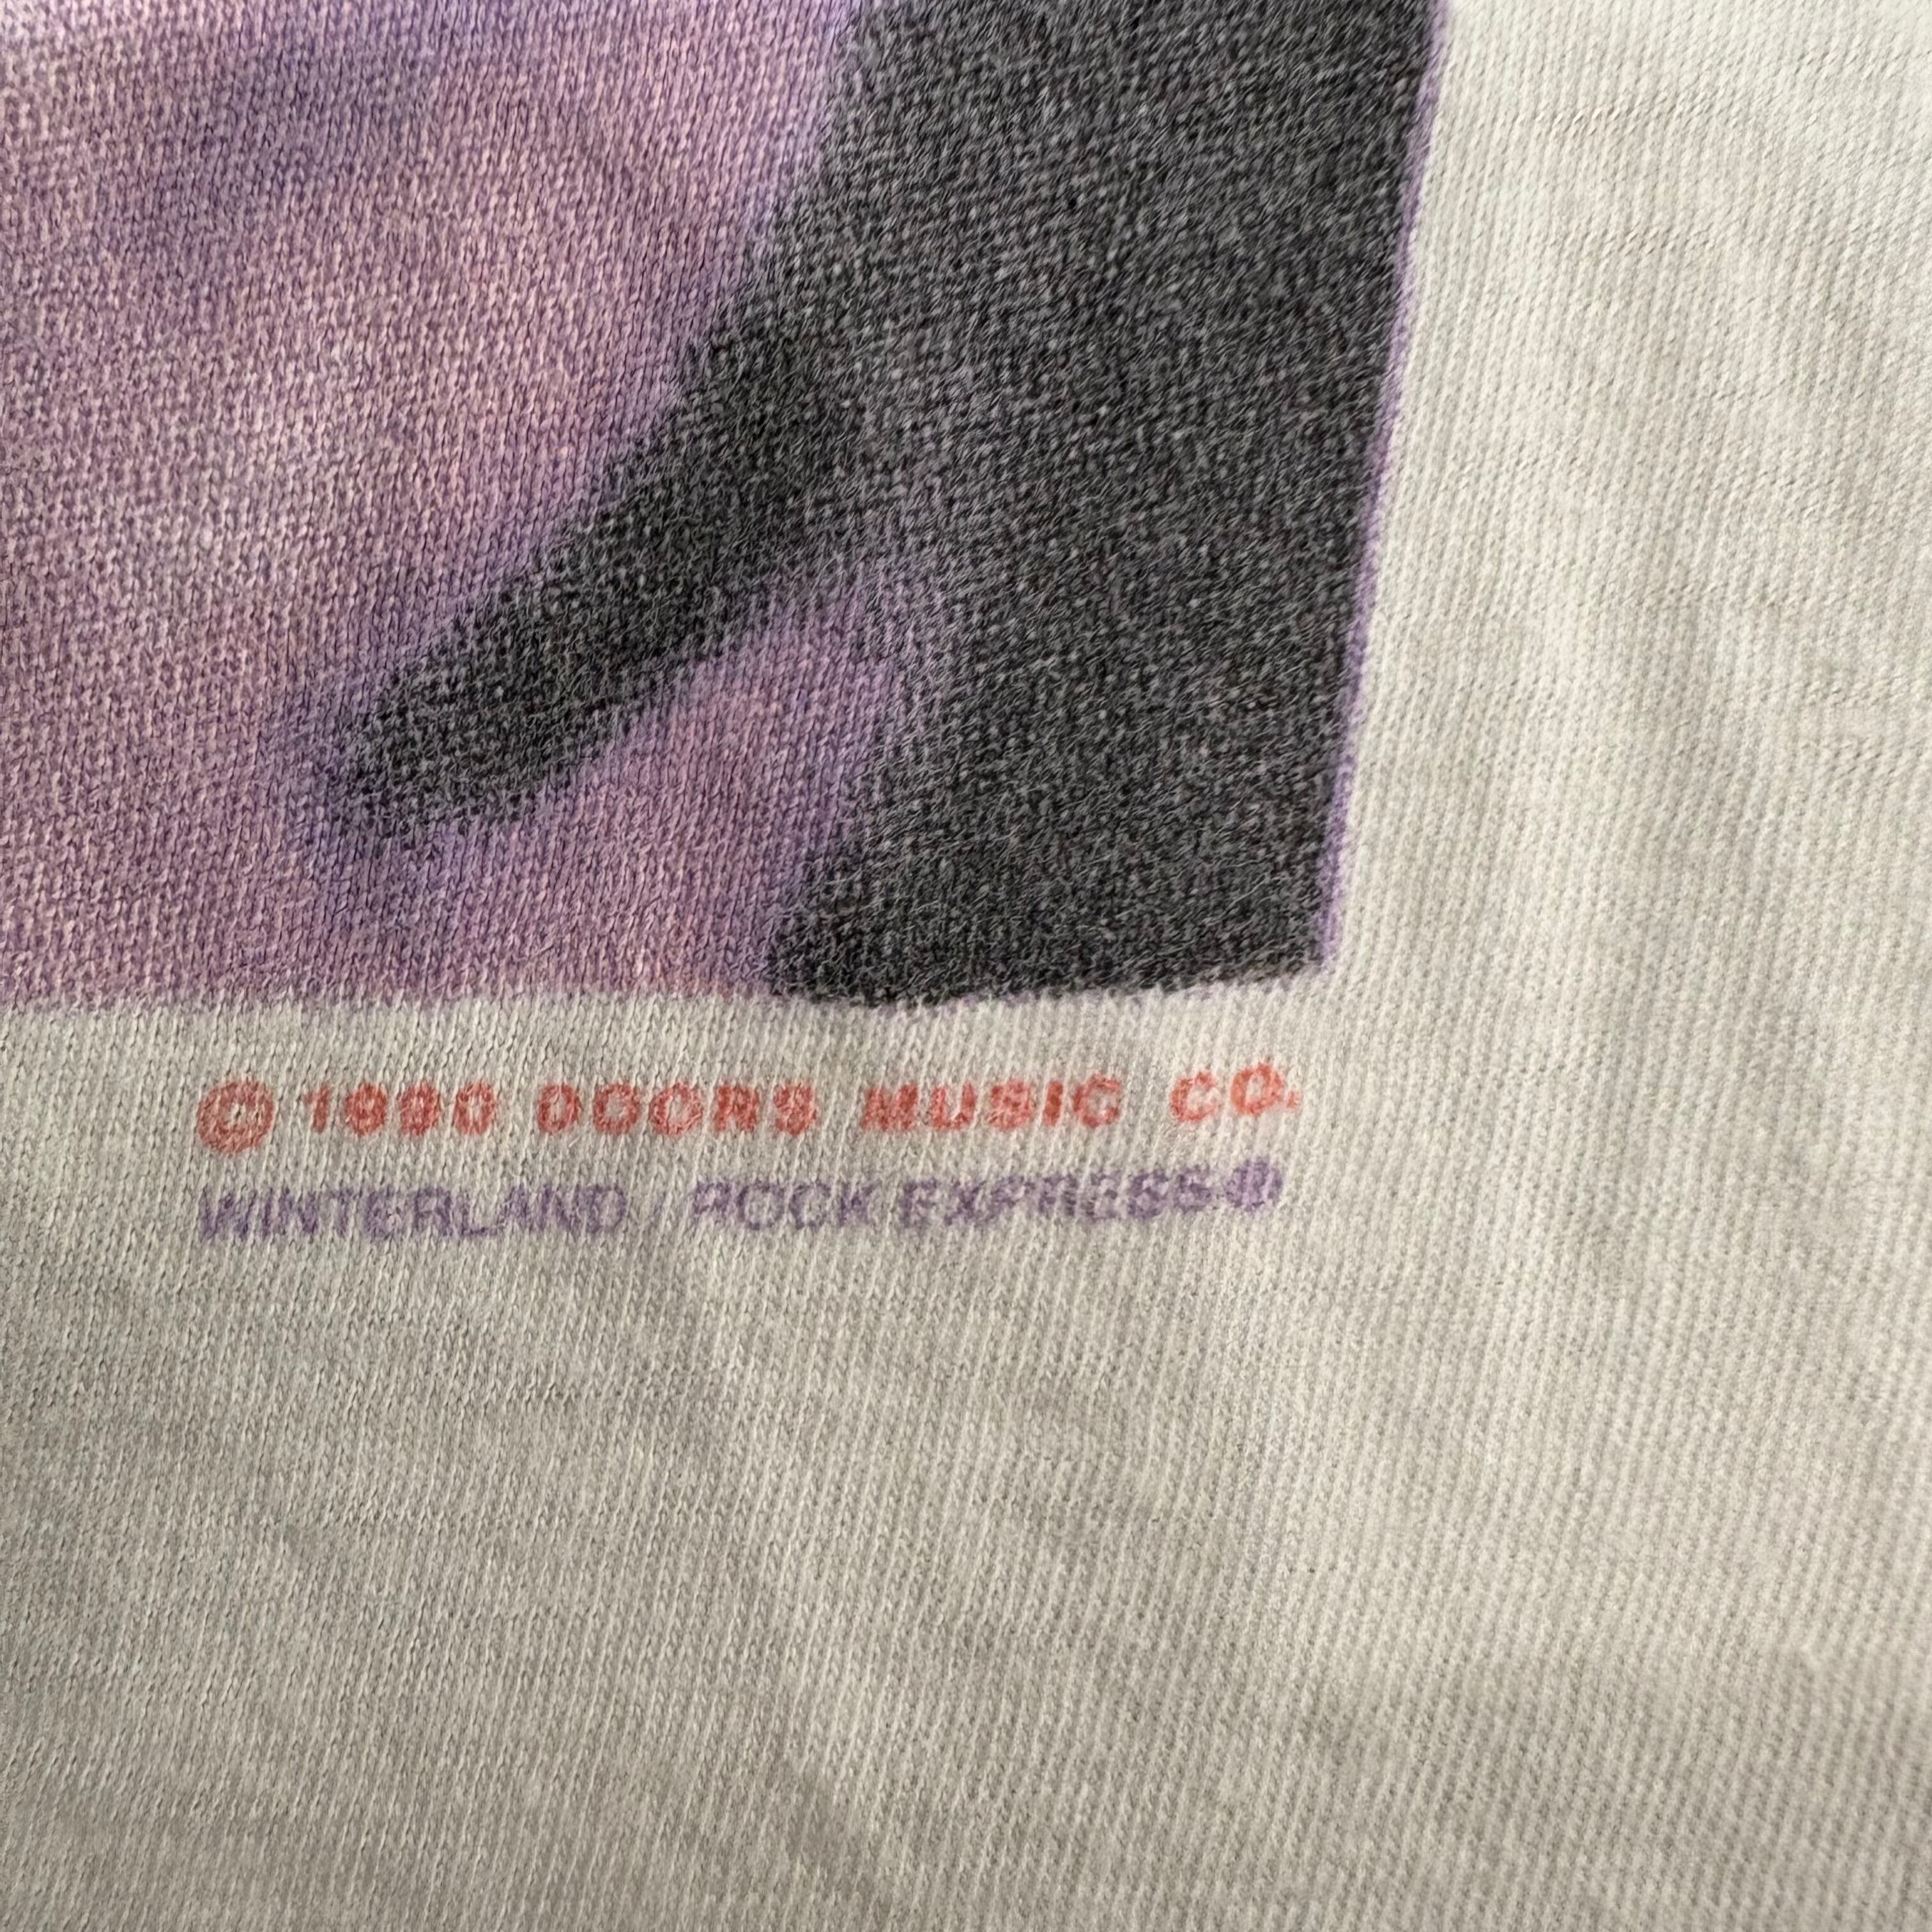 © 1990 DOORS MUSIC CO.
WINTERLAND / ROCK EXPRESS ®